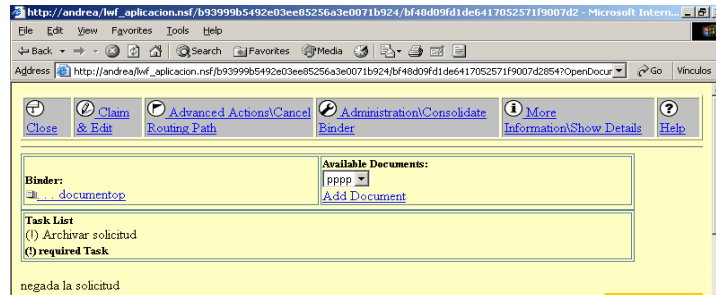 http://andrea/lwf_aplicacion.nsf/b93999b5492e03ee85256a3e0071b924/bf48d09fd1de6417052571f9007d2 - Microsoft Intern...
File Edit View Favorites Tools Help
Back Search Favorites Media
Address http://andrea/lwf_aplicacion.nsf/b93999b5492e03ee85256a3e0071b924/bf48d09fd1de6417052571f9007d2854?OpenDocur Go Vínculos
Close
Claim
& Edit
Advanced Actions\Cancel
Routing Path
Administration\Consolidate
Binder
More
Information\Show Details
Help
Binder:
. . . documentop
Available Documents:
pppp
Add Document
Task List
(!) Archivar solicitud
(!) required Task
negada la solicitud